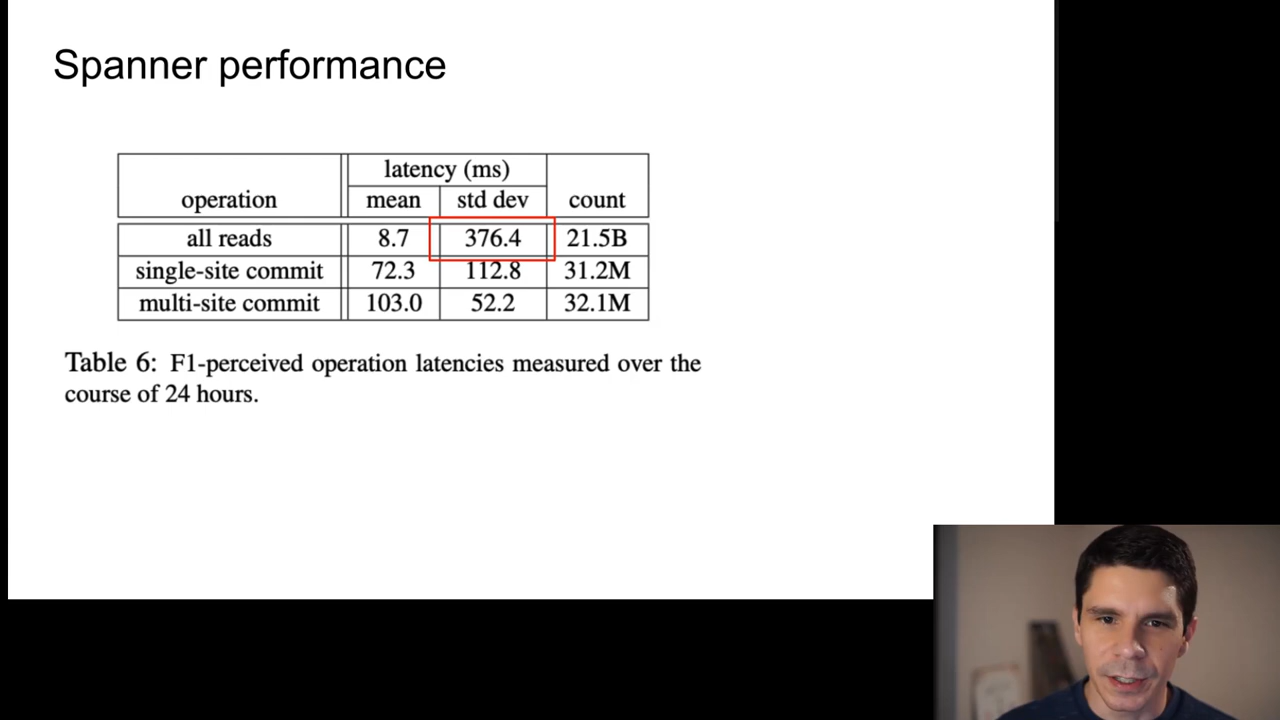 Spanner performance
latency (ms)
operation mean std dev count
all reads 8.7 376.4 21.5B
single-site commit 72.3 112.8 31.2M
multi-site commit 103.0 52.2 32.1M
Table 6: F1-perceived operation latencies measured over the
course of 24 hours.